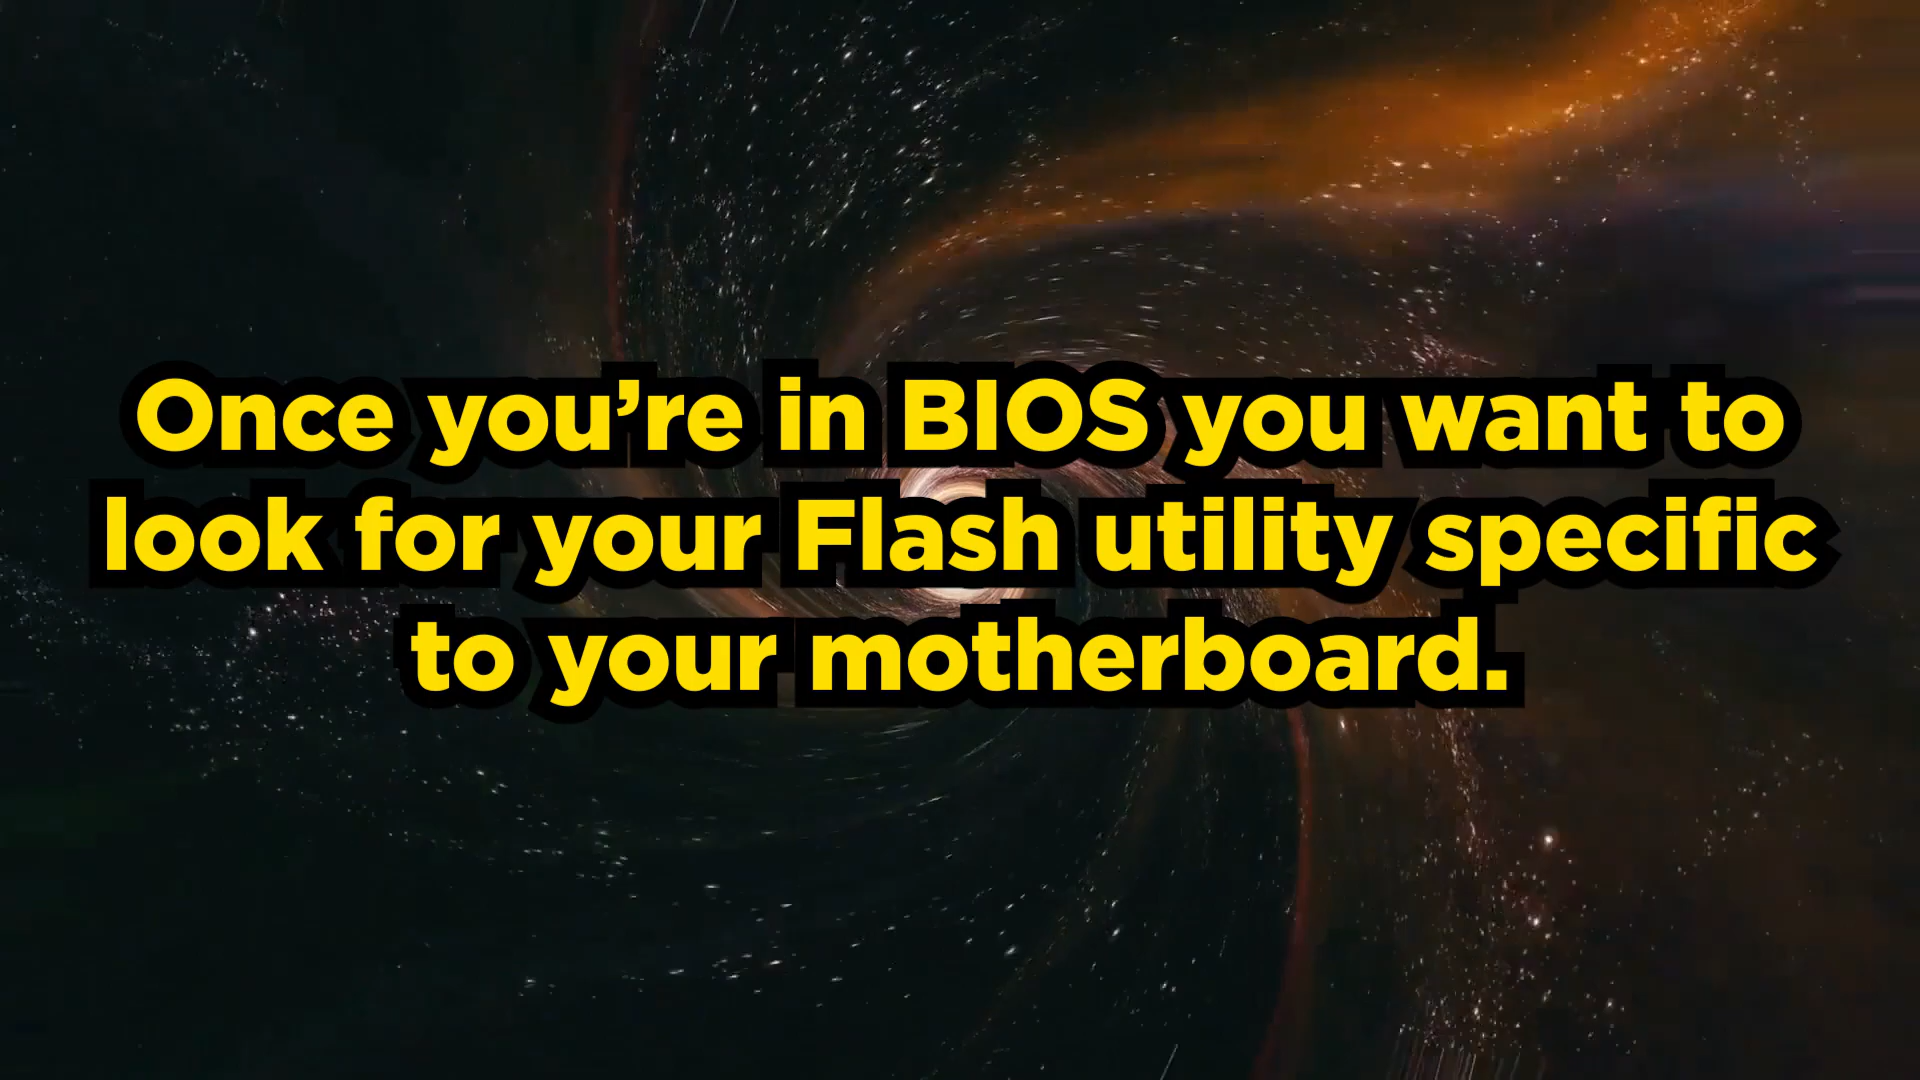 Once you’re in BIOS you want to
look for your Flash utility specific
to your motherboard.